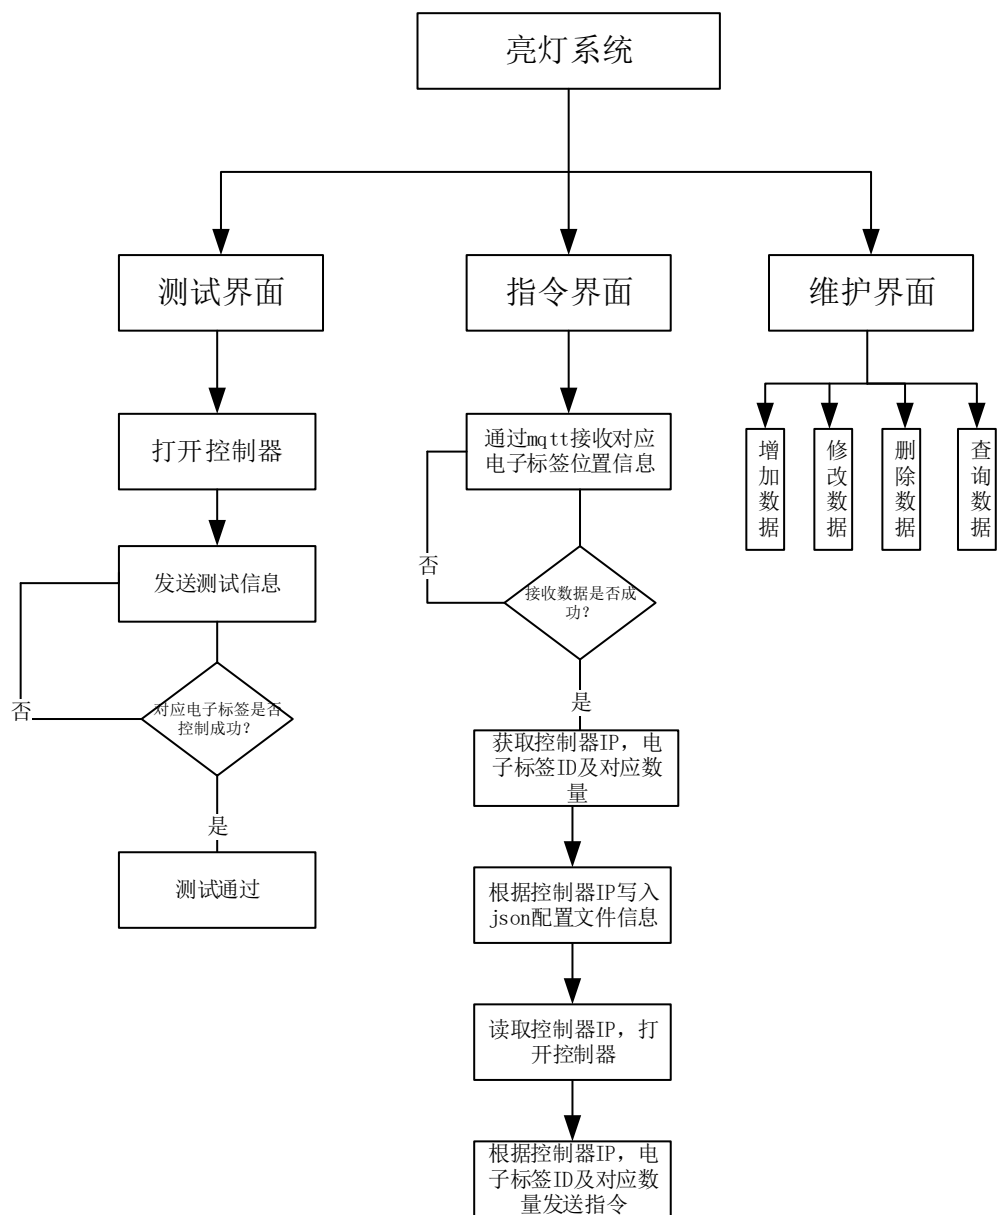 亮灯系统
测试界面
指令界面
维护界面
打开控制器
通过mqtt接收对应
电子标签位置信息
增加数据
修改数据
删除数据
查询数据
发送测试信息
否
接收数据是否成
功？
否
对应电子标签是否
控制成功？
是
是
获取控制器IP，电
子标签ID及对应数
量
测试通过
根据控制器IP写入
json配置文件信息
读取控制器IP，打
开控制器
根据控制器IP，电
子标签ID及对应数
量发送指令